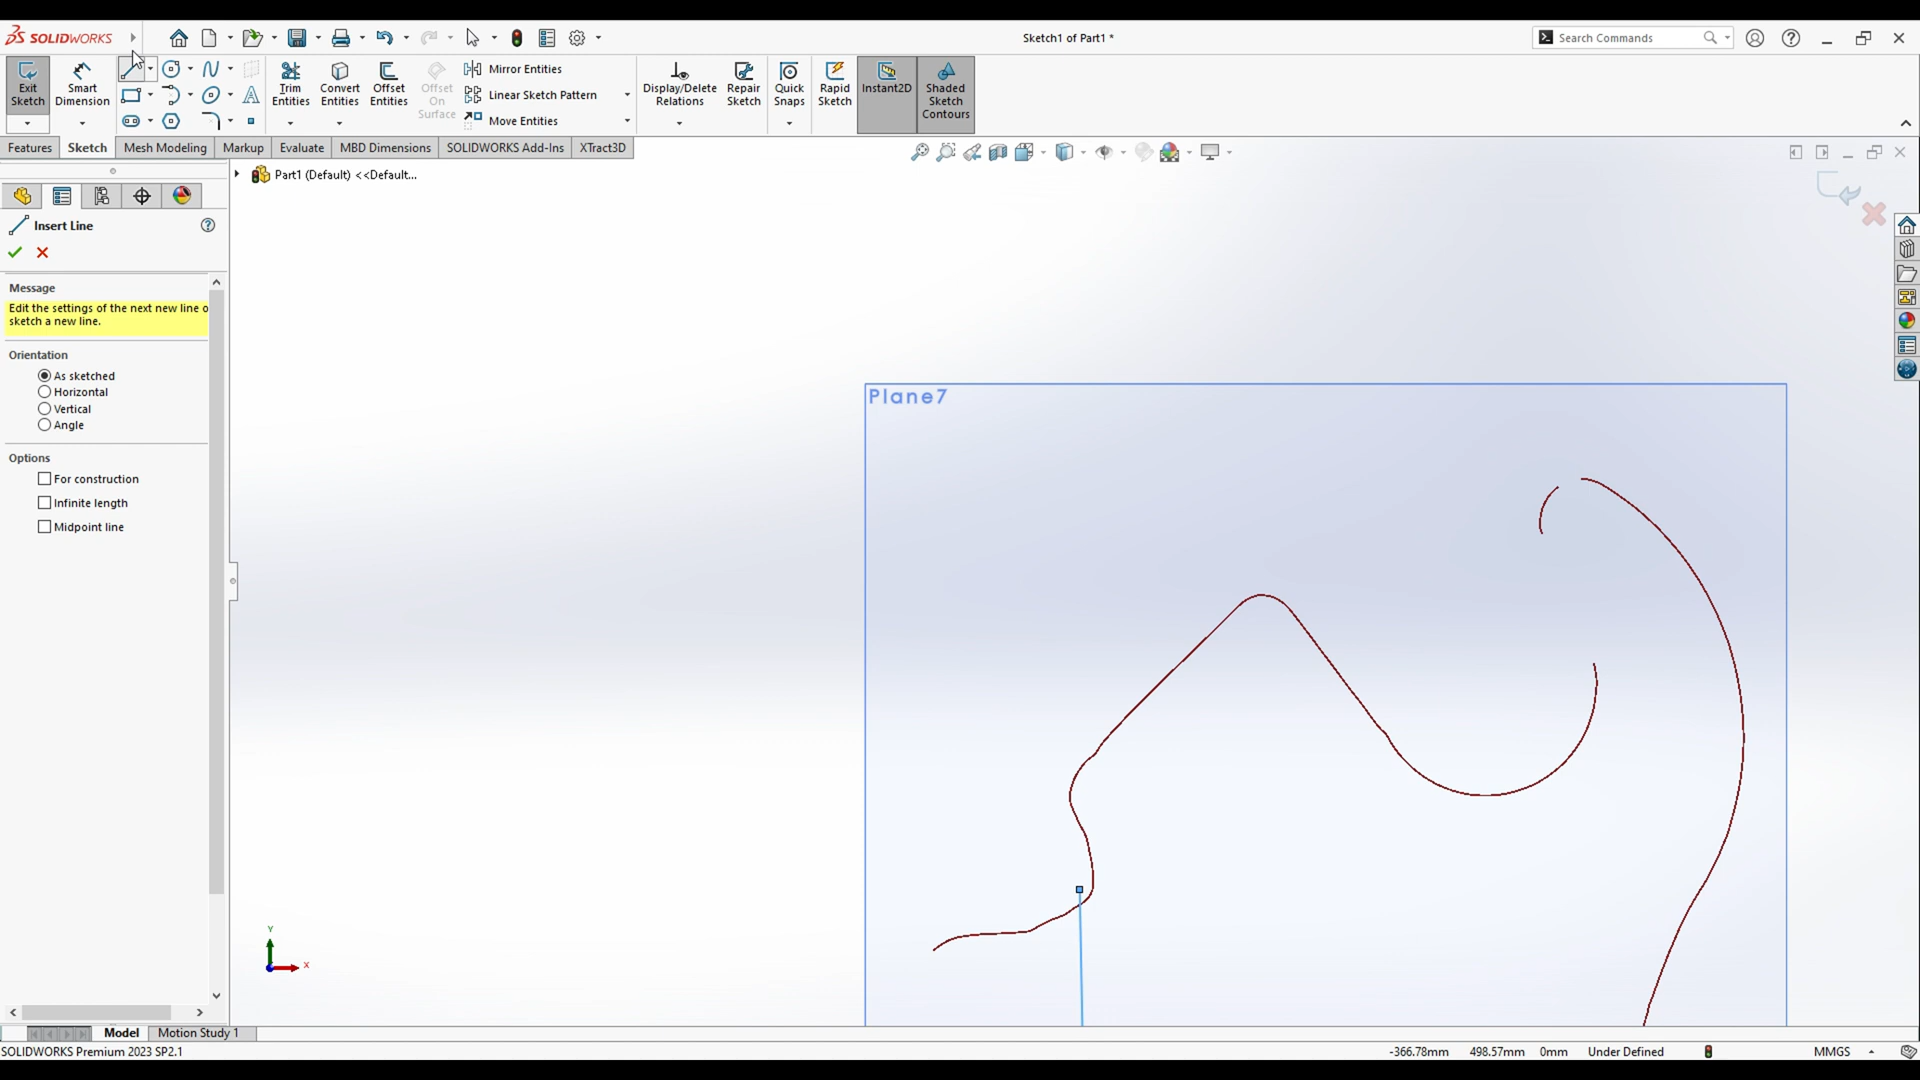 SOLIDWORKS
Sketch1 of Part1 *
Search Commands
Exit Sketch
Smart Dimension
Trim Entities
Convert Entities
Offset Entities
Offset On Surface
Mirror Entities
Linear Sketch Pattern
Move Entities
Display/Delete Relations
Repair Sketch
Quick Snaps
Rapid Sketch
Instant2D
Shaded Sketch Contours
Features
Sketch
Mesh Modeling
Markup
Evaluate
MBD Dimensions
SOLIDWORKS Add-Ins
XTract3D
Part1 (Default) <<Default...
Insert Line
Message
Edit the settings of the next new line o
sketch a new line.
Orientation
As sketched
Horizontal
Vertical
Angle
Options
For construction
Infinite length
Midpoint line
Plane7
Y
X
Model
Motion Study 1
SOLIDWORKS Premium 2023 SP2.1
-366.78mm
498.57mm
0mm
Under Defined
MMGS